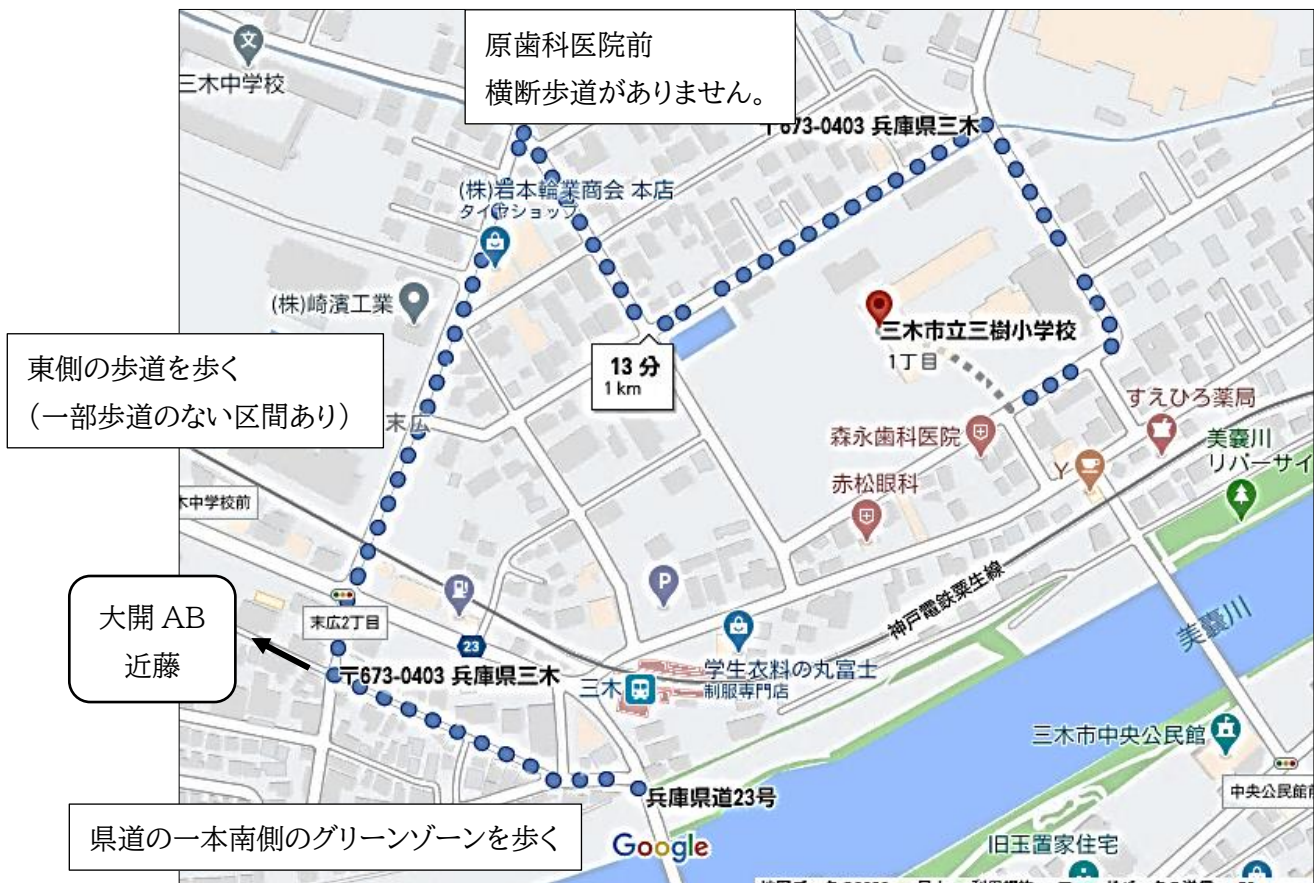 三木中学校
原歯科医院前
横断歩道がありません。
〒673-0403 兵庫県三木
(株)岩本輪業商会 本店
タイヤショップ
(株)崎濱工業
三木市立三樹小学校
1丁目
13 分
1 km
東側の歩道を歩く
(一部歩道のない区間あり)
末広
すえひろ薬局
森永歯科医院
美嚢川
リバーサイ
Y
赤松眼科
木中学校前
P
神戸電鉄粟生線
大開 AB
近藤
末広2丁目
23
美嚢川
〒673-0403 兵庫県三木
三木
学生衣料の丸富士
制服専門店
三木市中央公民館
兵庫県道23号
中央公民館前
県道の一本南側のグリーンゾーンを歩く
Google
旧玉置家住宅